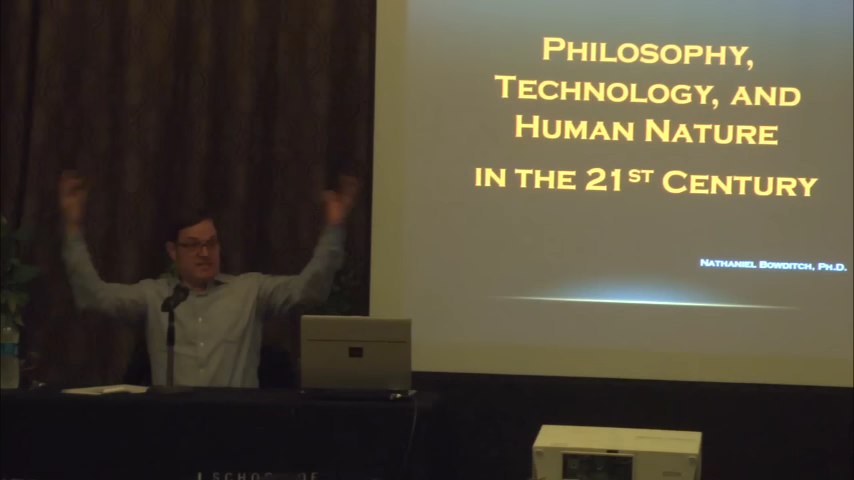 PHILOSOPHY,
TECHNOLOGY, AND
HUMAN NATURE
IN THE 21ST CENTURY
NATHANIEL BOWDITCH, PH.D.